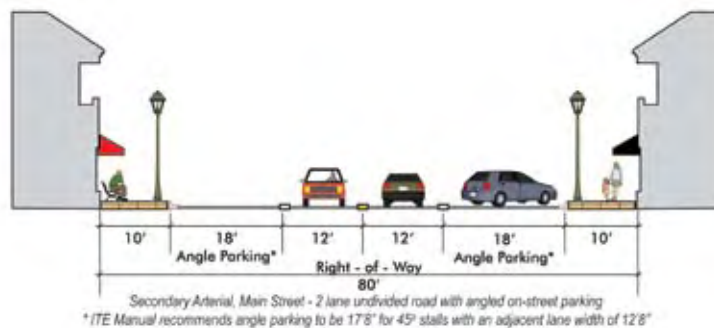 10' 18' 12' 12' 18' 10'
Angle Parking* Angle Parking*
Right - of - Way
80'
Secondary Arterial, Main Street - 2 lane undivided road with angled on-street parking
* ITE Manual recommends angle parking to be 17'8" for 45º stalls with an adjacent lane width of 12'8"